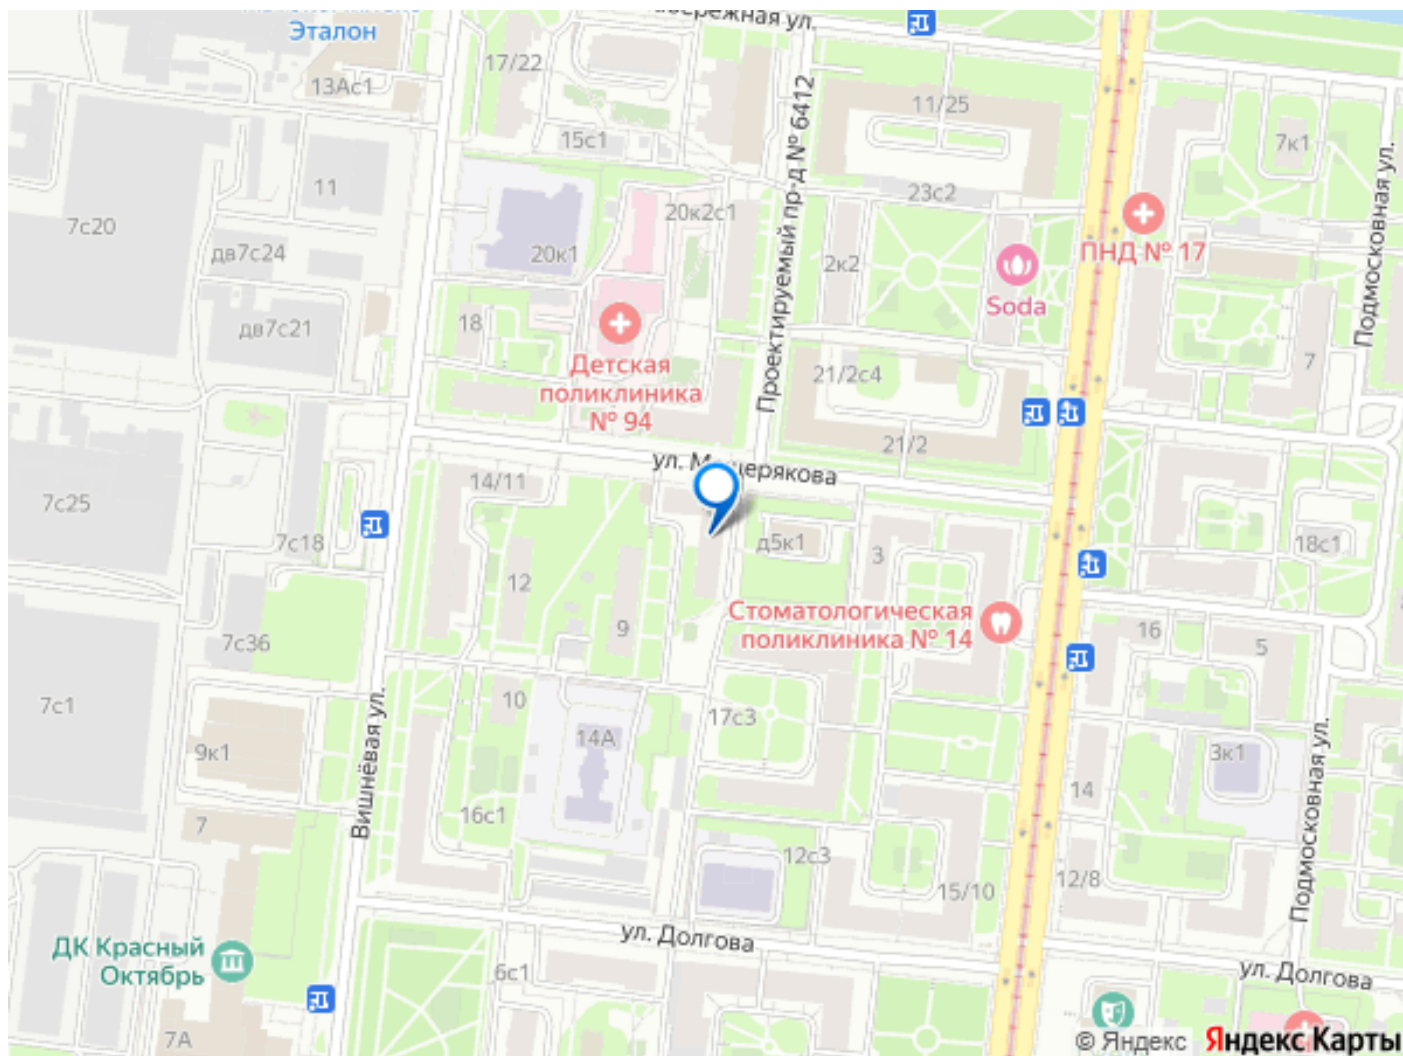 Эталон
17/22
13Ас1
11/25
15с1
7к1
11
23с2
7с20
20к2с1
Проектируемый пр-д № 6412
Подмосковная ул.
дв7с24
20к1
2к2
ПНД № 17
Soda
дв7с21
18
Детская
поликлиника
№ 94
21/2с4
7
21/2
ул. Мещерякова
14/11
7с25
7с18
д5к1
3
18с1
12
9
Стоматологическая
поликлиника № 14
16
5
7с36
7с1
10
17с3
9к1
14А
3к1
Вишнёвая ул.
14
Подмосковная ул.
7
16с1
12с3
15/10
12/8
ул. Долгова
ДК Красный
Октябрь
6с1
ул. Долгова
7А
© Яндекс
Яндекс Карты